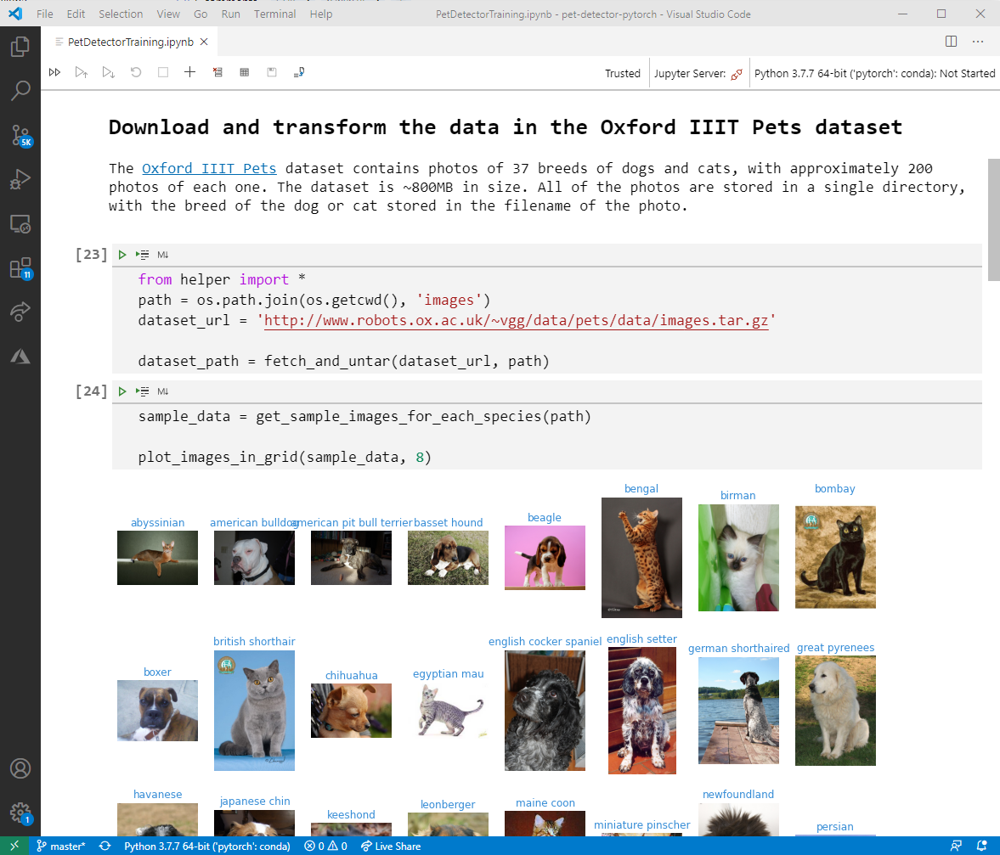 File Edit Selection View Go Run Terminal Help PetDetectorTraining.ipynb - pet-detector-pytorch - Visual Studio Code
PetDetectorTraining.ipynb
Trusted Jupyter Server: Python 3.7.7 64-bit ('pytorch': conda): Not Started
Download and transform the data in the Oxford IIIT Pets dataset
The Oxford IIIT Pets dataset contains photos of 37 breeds of dogs and cats, with approximately 200
photos of each one. The dataset is ~800MB in size. All of the photos are stored in a single directory,
with the breed of the dog or cat stored in the filename of the photo.
5K
11
[23] M↓
from helper import *
path = os.path.join(os.getcwd(), 'images')
dataset_url = 'http://www.robots.ox.ac.uk/~vgg/data/pets/data/images.tar.gz'
dataset_path = fetch_and_untar(dataset_url, path)
[24] M↓
sample_data = get_sample_images_for_each_species(path)
plot_images_in_grid(sample_data, 8)
abyssinian american bulldog american pit bull terrier basset hound beagle bengal birman bombay
boxer british shorthair chihuahua egyptian mau english cocker spaniel english setter german shorthaired great pyrenees
havanese japanese chin keeshond leonberger maine coon miniature pinscher newfoundland persian
1
master* Python 3.7.7 64-bit ('pytorch': conda) 0 0 Live Share